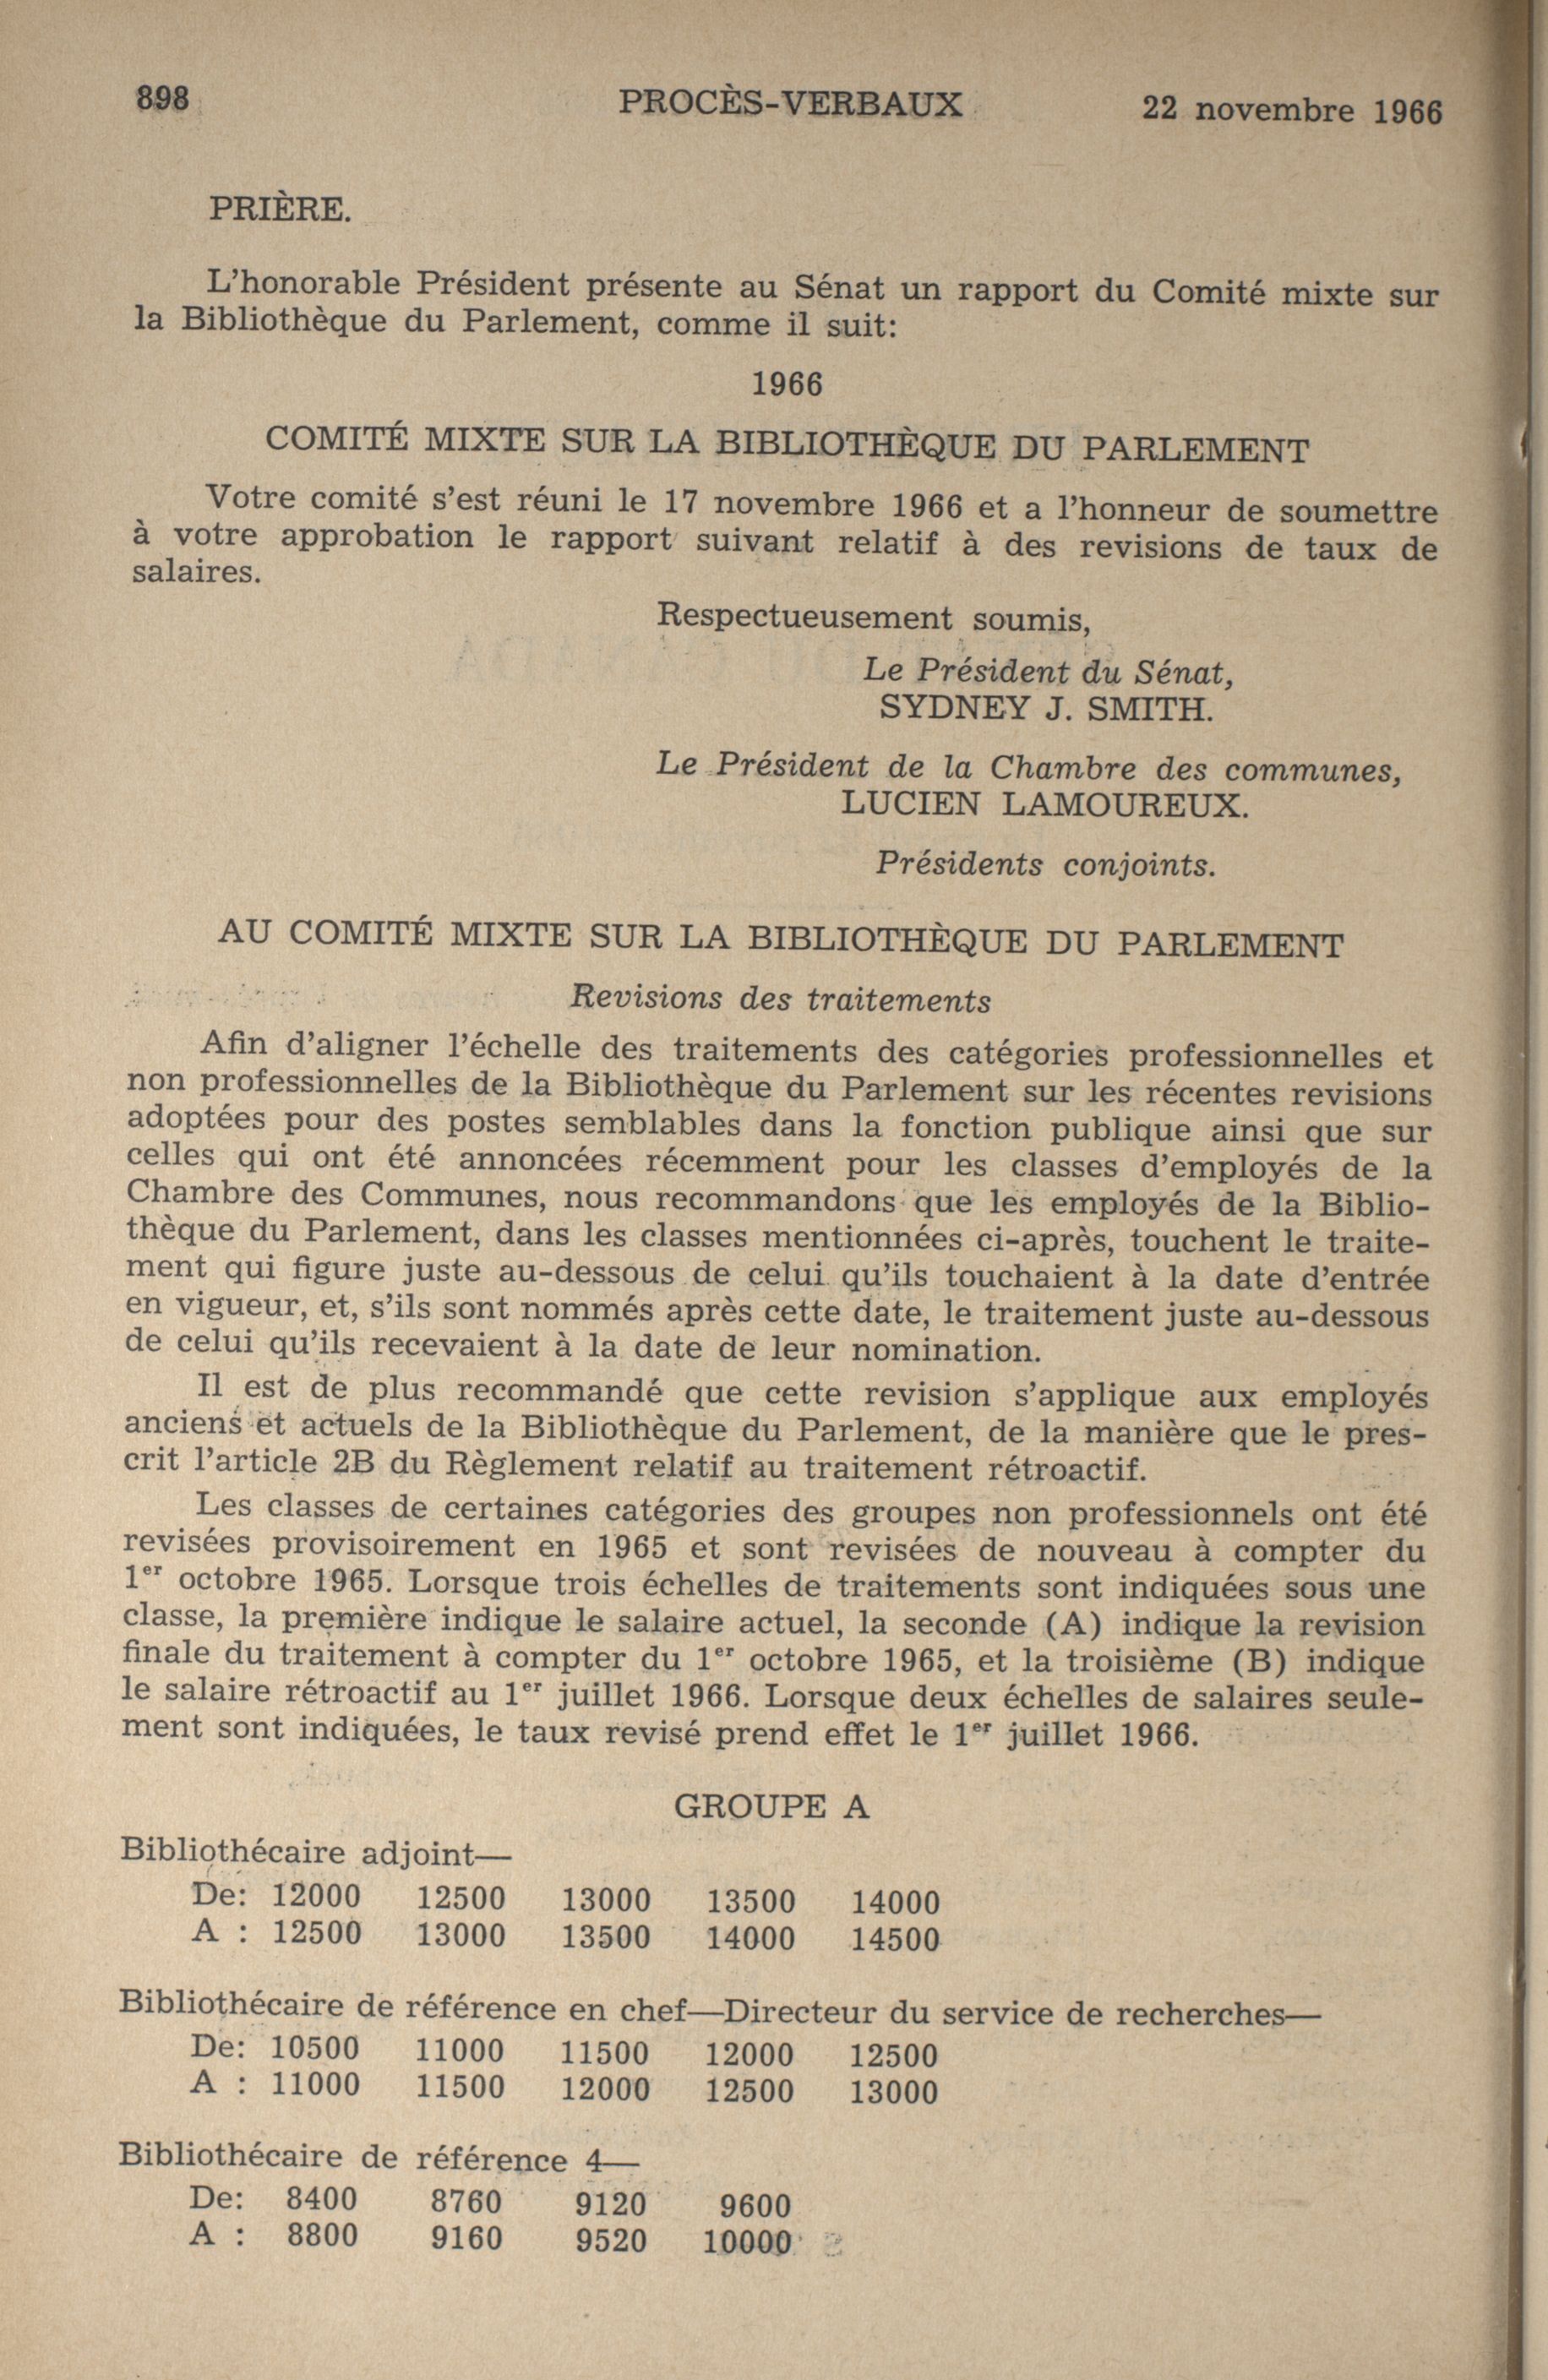 898 PROCÈS-VERBAUX 22 novembre 1966
PRIÈRE.
L'honorable Président présente au Sénat un rapport du Comité mixte sur
la Bibliothèque du Parlement, comme il suit:
1966
COMITÉ MIXTE SUR LA BIBLIOTHÈQUE DU PARLEMENT
Votre comité s'est réuni le 17 novembre 1966 et a l'honneur de soumettre
à votre approbation le rapport suivant relatif à des revisions de taux de
salaires.
Respectueusement soumis,
Le Président du Sénat,
SYDNEY J. SMITH.
Le Président de la Chambre des communes,
LUCIEN LAMOUREUX.
Présidents conjoints.
AU COMITÉ MIXTE SUR LA BIBLIOTHÈQUE DU PARLEMENT
Revisions des traitements
Afin d'aligner l'échelle des traitements des catégories professionnelles et
non professionnelles de la Bibliothèque du Parlement sur les récentes revisions
adoptées pour des postes semblables dans la fonction publique ainsi que sur
celles qui ont été annoncées récemment pour les classes d'employés de la
Chambre des Communes, nous recommandons que les employés de la Biblio-
thèque du Parlement, dans les classes mentionnées ci-après, touchent le traite-
ment qui figure juste au-dessous de celui qu'ils touchaient à la date d'entrée
en vigueur, et, s'ils sont nommés après cette date, le traitement juste au-dessous
de celui qu'ils recevaient à la date de leur nomination.
Il est de plus recommandé que cette revision s'applique aux employés
anciens et actuels de la Bibliothèque du Parlement, de la manière que le pres-
crit l'article 2B du Règlement relatif au traitement rétroactif.
Les classes de certaines catégories des groupes non professionnels ont été
revisées provisoirement en 1965 et sont revisées de nouveau à compter du
1er octobre 1965. Lorsque trois échelles de traitements sont indiquées sous une
classe, la première indique le salaire actuel, la seconde (A) indique la revision
finale du traitement à compter du 1er octobre 1965, et la troisième (B) indique
le salaire rétroactif au 1er juillet 1966. Lorsque deux échelles de salaires seule-
ment sont indiquées, le taux revisé prend effet le 1er juillet 1966.
GROUPE A
Bibliothécaire adjoint—
De: 12000 12500 13000 13500 14000
A : 12500 13000 13500 14000 14500
Bibliothécaire de référence en chef—Directeur du service de recherches—
De: 10500 11000 11500 12000 12500
A : 11000 11500 12000 12500 13000
Bibliothécaire de référence 4—
De: 8400 8760 9120 9600
A : 8800 9160 9520 10000